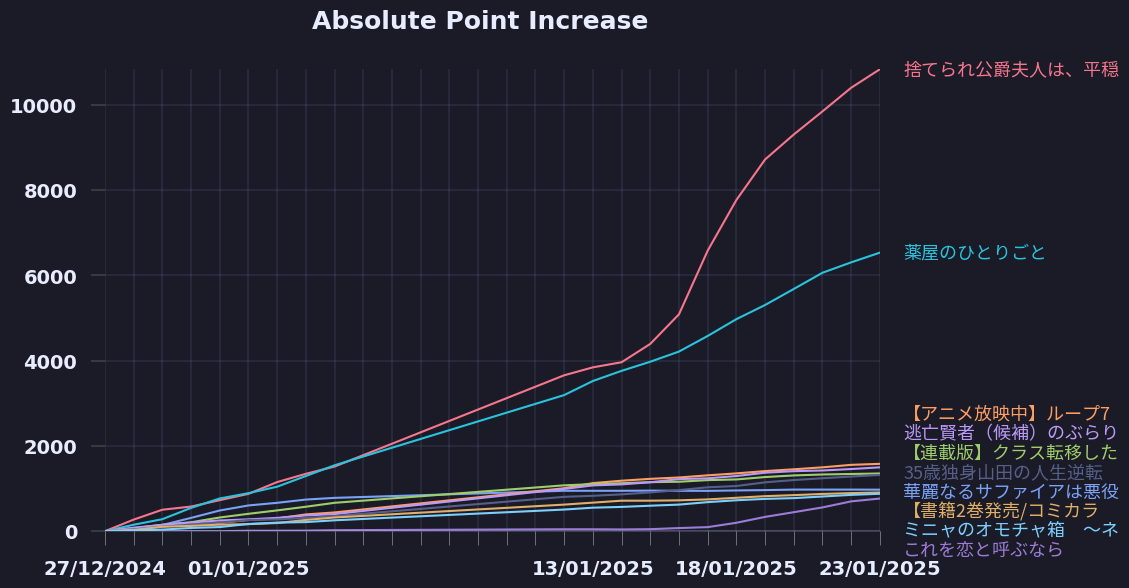 Absolute Point Increase
10000
8000
6000
4000
2000
0
27/12/2024 01/01/2025 13/01/2025 18/01/2025 23/01/2025
捨てられ公爵夫人は、平穏
薬屋のひとりごと
【アニメ放映中】ループ7
逃亡賢者（候補）のぶらり
【連載版】クラス転移した
35歳独身山田の人生逆転
華麗なるサファイアは悪役
【書籍2巻発売/コミカラ
ミニャのオモチャ箱　～ネ
これを恋と呼ぶなら